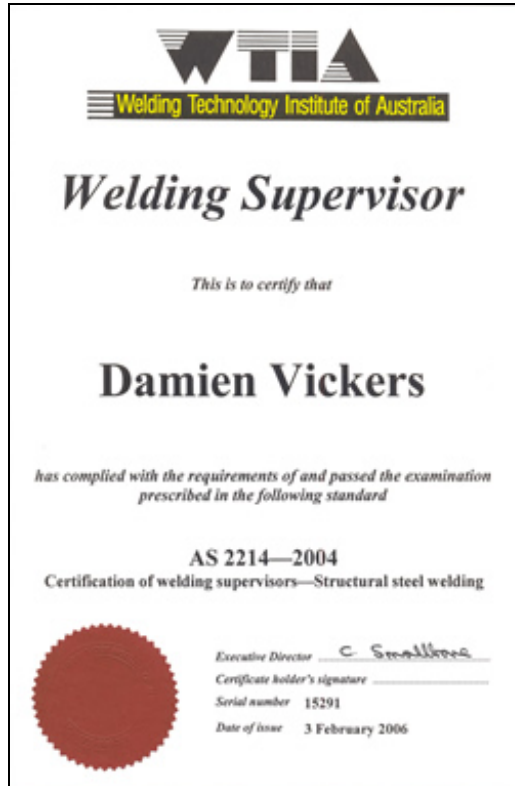 WTIA
Welding Technology Institute of Australia
Welding Supervisor
This is to certify that
Damien Vickers
has complied with the requirements of and passed the examination
prescribed in the following standard
AS 2214—2004
Certification of welding supervisors—Structural steel welding
Executive Director C Smallbone
Certificate holder's signature
Serial number 15291
Date of issue 3 February 2006